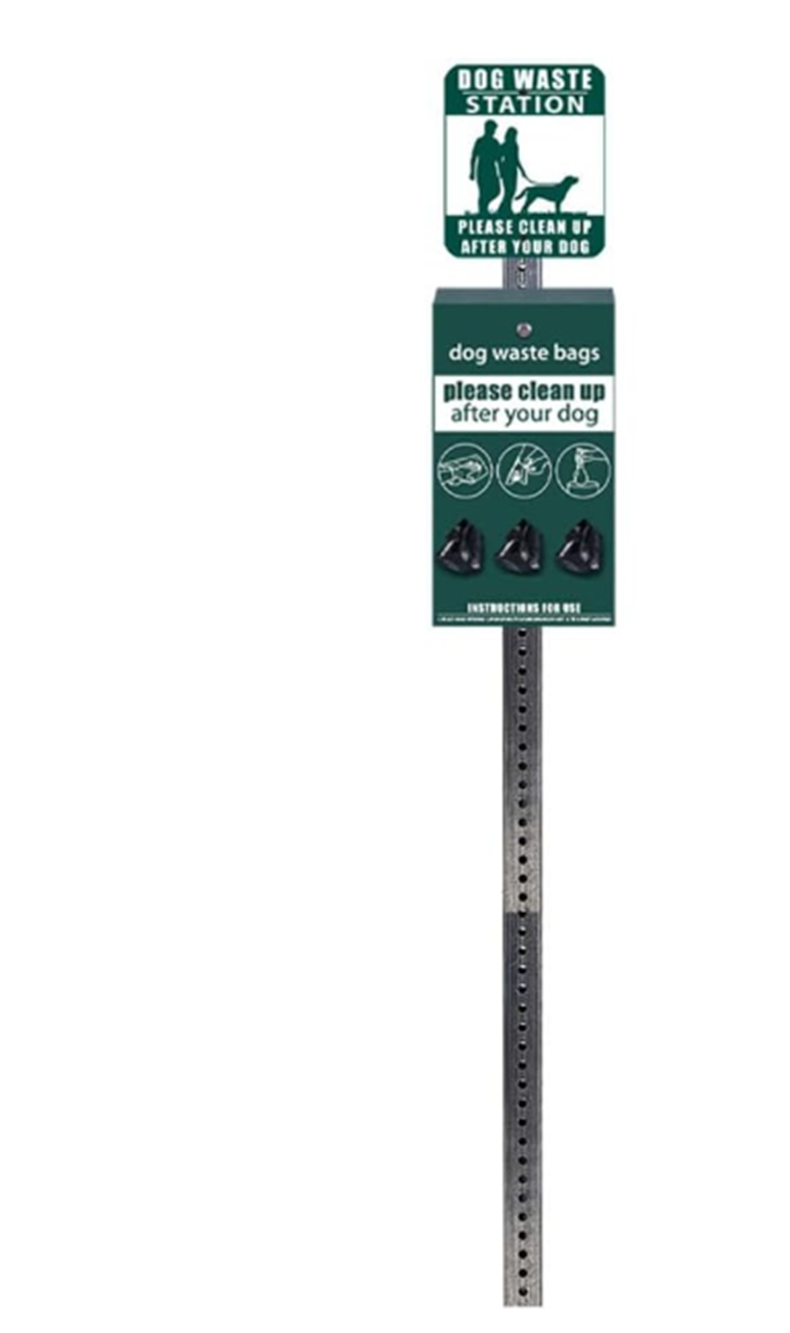 DOG WASTE
STATION
PLEASE CLEAN UP
AFTER YOUR DOG
dog waste bags
please clean up
after your dog
INSTRUCTIONS FOR USE